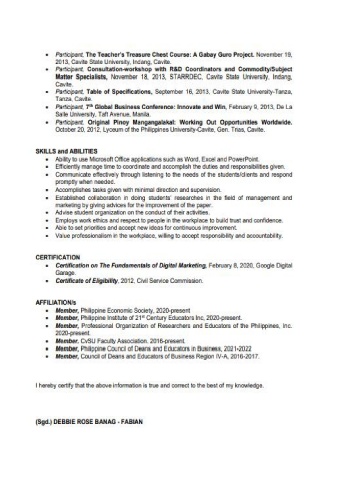 • Participant, The Teacher's Treasure Chest Course: A Gabay Guro Project. November 19,
2013, Cavite State University, Indang, Cavite.
• Participant, Consultation-workshop with R&D Coordinators and Commodity/Subject
Matter Specialists, November 18, 2013, STARRDEC, Cavite State University, Indang,
Cavite.
• Participant, Table of Specifications, September 16, 2013, Cavite State University-Tanza,
Tanza, Cavite.
• Participant, 7th Global Business Conference: Innovate and Win, February 9, 2013, De La
Salle University, Taft Avenue, Manila.
• Participant. Original Pinoy Mangangalakal: Working Out Opportunities Worldwide.
October 20, 2012, Lyceum of the Philippines University-Cavite, Gen. Trias, Cavite.
SKILLS and ABILITIES
• Ability to use Microsoft Office applications such as Word, Excel and PowerPoint.
• Efficiently manage time to coordinate and accomplish the duties and responsibilities given.
• Communicate effectively through listening to the needs of the students/clients and respond
promptly when needed.
• Accomplishes tasks given with minimal direction and supervision.
• Established collaboration in doing students' researches in the field of management and
marketing by giving advices for the improvement of the paper.
• Advise student organization on the conduct of their activities.
• Employs work ethics and respect to people in the workplace to build trust and confidence.
• Able to set priorities and accept new ideas for continuous improvement.
• Value professionalism in the workplace, willing to accept responsibility and accountability.
CERTIFICATION
• Certification on The Fundamentals of Digital Marketing, February 8, 2020, Google Digital
Garage.
• Certificate of Eligibility, 2012, Civil Service Commission.
AFFILIATION/s
• Member, Philippine Economic Society, 2020-present
• Member, Philippine Institute of 21st Century Educators Inc, 2020-present.
• Member, Professional Organization of Researchers and Educators of the Philippines, Inc.
2020-present.
• Member, CvSU Faculty Association, 2016-present.
• Member, Philippine Council of Deans and Educators in Business, 2021-2022
• Member, Council of Deans and Educators of Business Region IV-A, 2016-2017.
I hereby certify that the above information is true and correct to the best of my knowledge.
(Sgd.) DEBBIE ROSE BANAG - FABIAN